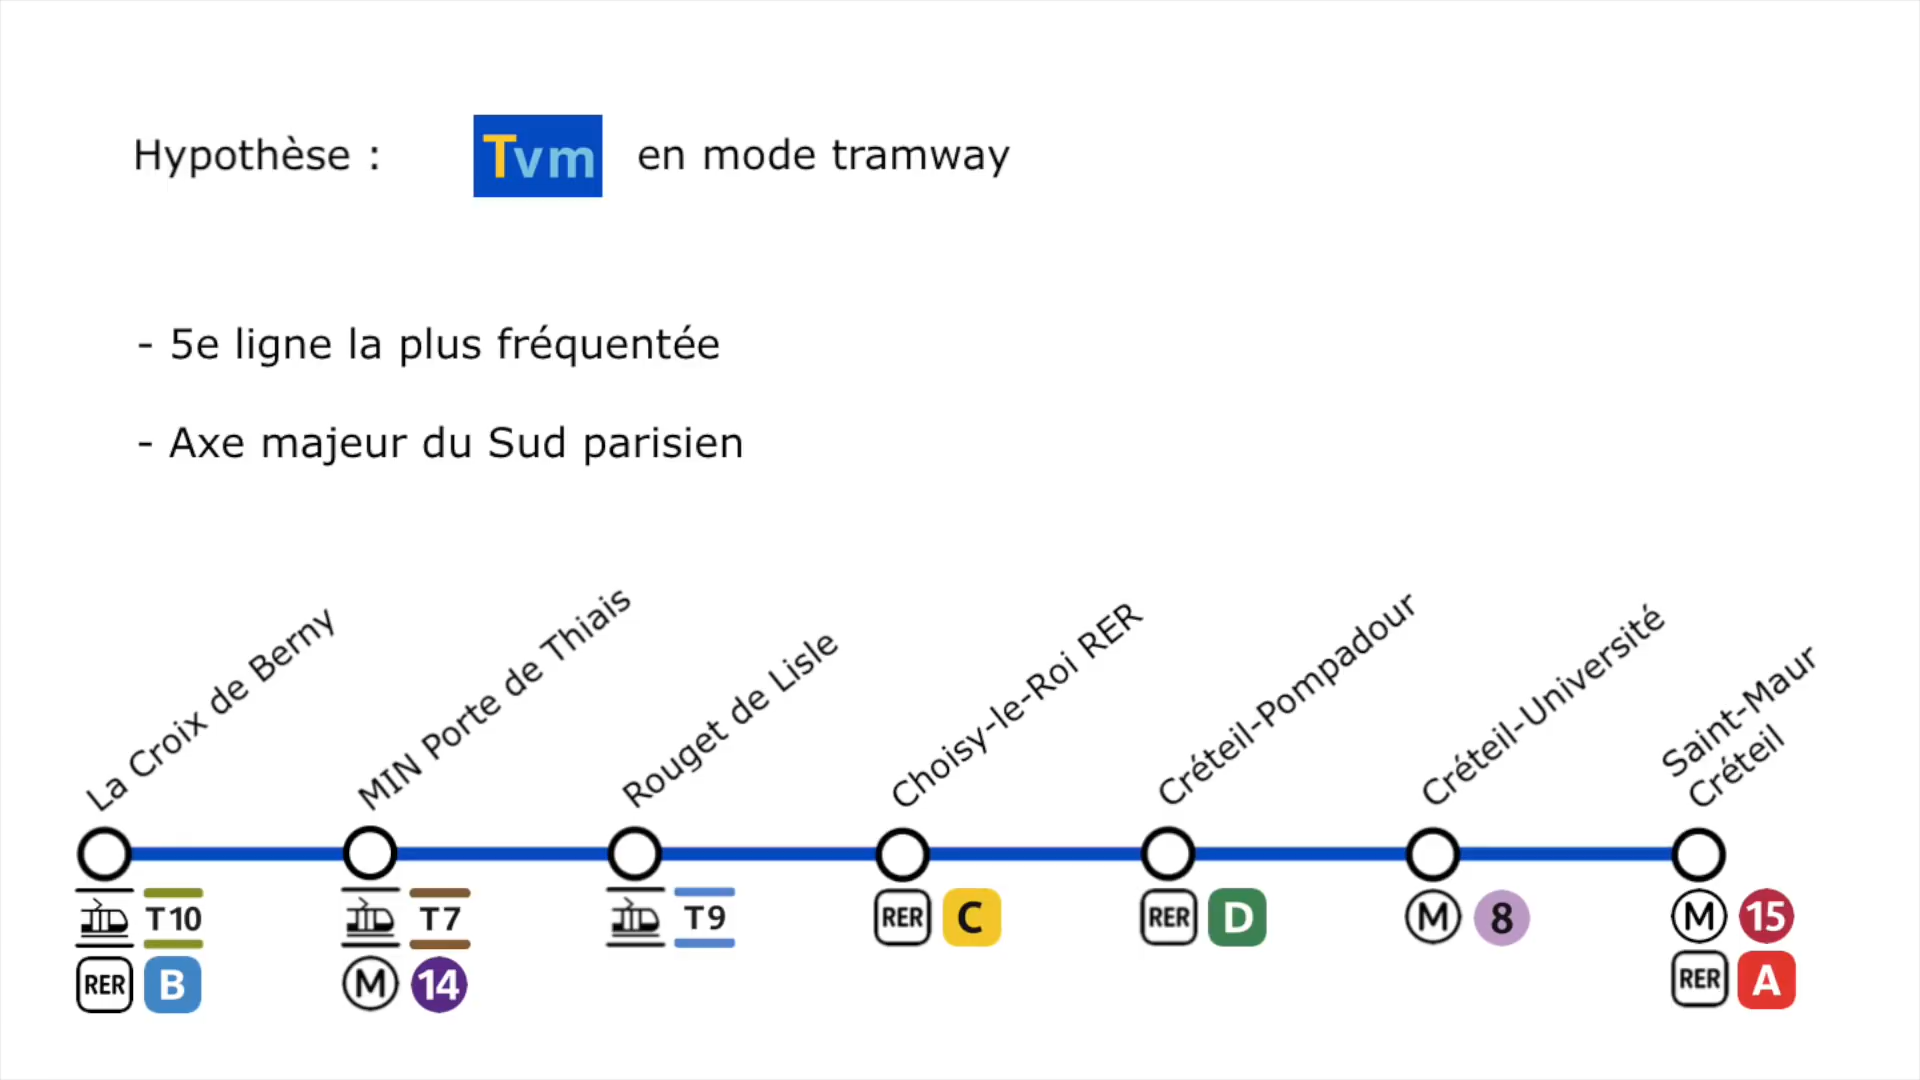 Hypothèse : Tvm en mode tramway
- 5e ligne la plus fréquentée
- Axe majeur du Sud parisien
La Croix de Berny
MIN Porte de Thiais
Rouget de Lisle
Choisy-le-Roi RER
Créteil-Pompadour
Créteil-Université
Saint-Maur
Créteil
T10
T7
T9
RER C
RER D
M 8
M 15
RER B
M 14
RER A